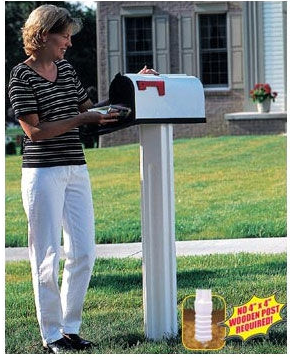 NO 4" x 4"
WOODEN POST
REQUIRED!